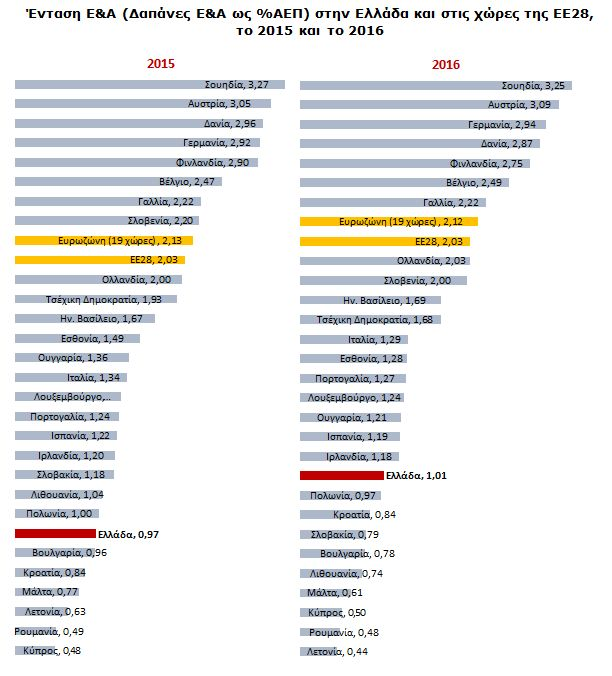 Ένταση Ε&Α (Δαπάνες Ε&Α ως %ΑΕΠ) στην Ελλάδα και στις χώρες της ΕΕ28,
το 2015 και το 2016
2015
Σουηδία, 3,27
Αυστρία, 3,05
Δανία, 2,96
Γερμανία, 2,92
Φινλανδία, 2,90
Βέλγιο, 2,47
Γαλλία, 2,22
Σλοβενία, 2,20
Ευρωζώνη (19 χώρες) , 2,13
ΕΕ28, 2,03
Ολλανδία, 2,00
Τσέχικη Δημοκρατία, 1,93
Ην. Βασίλειο, 1,67
Εσθονία, 1,49
Ουγγαρία, 1,36
Ιταλία, 1,34
Λουξεμβούργο,...
Πορτογαλία, 1,24
Ισπανία, 1,22
Ιρλανδία, 1,20
Σλοβακία, 1,18
Λιθουανία, 1,04
Πολωνία, 1,00
Ελλάδα, 0,97
Βουλγαρία, 0,96
Κροατία, 0,84
Μάλτα, 0,77
Λετονία, 0,63
Ρουμανία, 0,49
Κύπρος, 0,48
2016
Σουηδία, 3,25
Αυστρία, 3,09
Γερμανία, 2,94
Δανία, 2,87
Φινλανδία, 2,75
Βέλγιο, 2,49
Γαλλία, 2,22
Ευρωζώνη (19 χώρες) , 2,12
ΕΕ28, 2,03
Ολλανδία, 2,03
Σλοβενία, 2,00
Ην. Βασίλειο, 1,69
Τσέχικη Δημοκρατία, 1,68
Ιταλία, 1,29
Εσθονία, 1,28
Πορτογαλία, 1,27
Λουξεμβούργο, 1,24
Ουγγαρία, 1,21
Ισπανία, 1,19
Ιρλανδία, 1,18
Ελλάδα, 1,01
Πολωνία, 0,97
Κροατία, 0,84
Σλοβακία, 0,79
Βουλγαρία, 0,78
Λιθουανία, 0,74
Μάλτα, 0,61
Κύπρος, 0,50
Ρουμανία, 0,48
Λετονία, 0,44